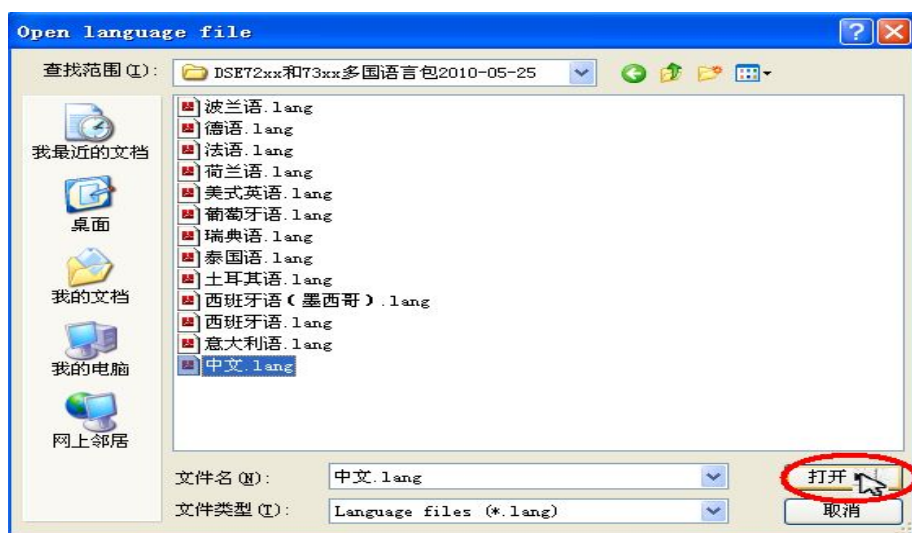 Open language file
查找范围(I):
DSE72xx和73xx多国语言包2010-05-25
我最近的文档
桌面
我的文档
我的电脑
网上邻居
波兰语.lang
德语.lang
法语.lang
荷兰语.lang
美式英语.lang
葡萄牙语.lang
瑞典语.lang
泰国语.lang
土耳其语.lang
西班牙语(墨西哥).lang
西班牙语.lang
意大利语.lang
中文.lang
文件名(N):
中文.lang
打开
文件类型(T):
Language files (*.lang)
取消